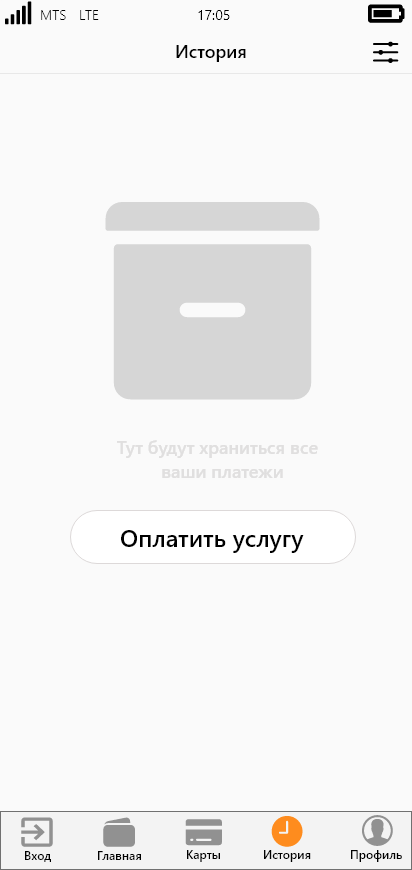 MTS LTE 17:05
История
Тут будут храниться все
ваши платежи
Оплатить услугу
Вход Главная Карты История Профиль